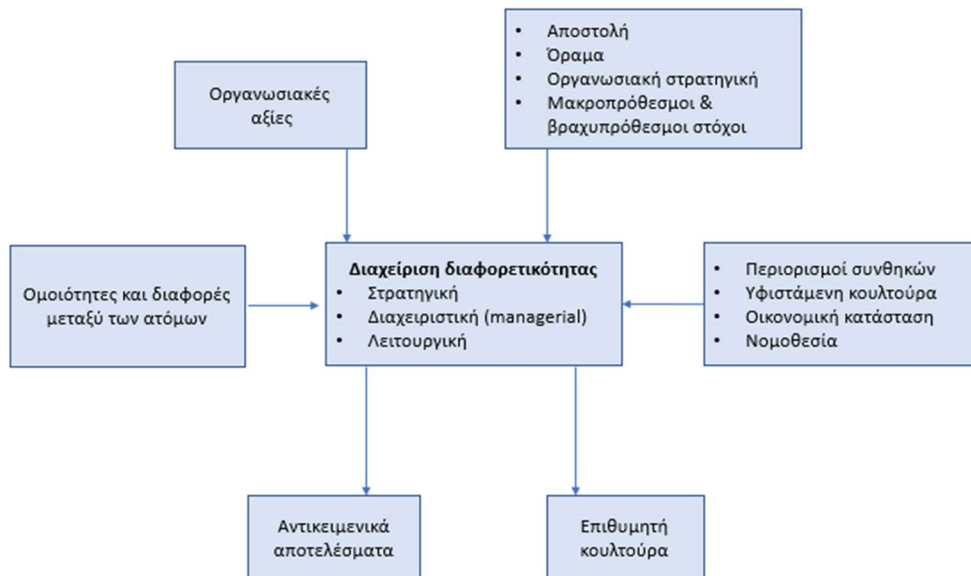 Οργανωσιακές
αξίες
• Αποστολή
• Όραμα
• Οργανωσιακή στρατηγική
• Μακροπρόθεσμοι &
βραχυπρόθεσμοι στόχοι
Ομοιότητες και διαφορές
μεταξύ των ατόμων
Διαχείριση διαφορετικότητας
• Στρατηγική
• Διαχειριστική (managerial)
• Λειτουργική
• Περιορισμοί συνθηκών
• Υφιστάμενη κουλτούρα
• Οικονομική κατάσταση
• Νομοθεσία
Αντικειμενικά
αποτελέσματα
Επιθυμητή
κουλτούρα